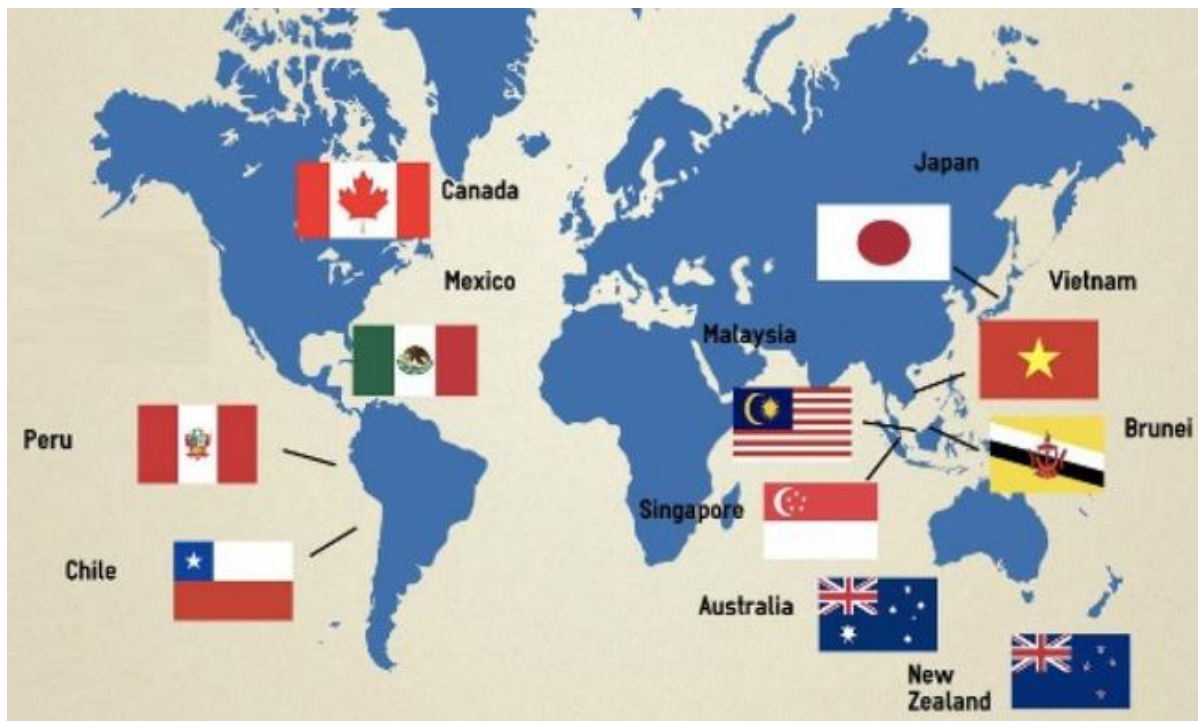 Japan
Canada
Mexico
Vietnam
Malaysia
Peru
Brunei
Singapore
Chile
Australia
New
Zealand